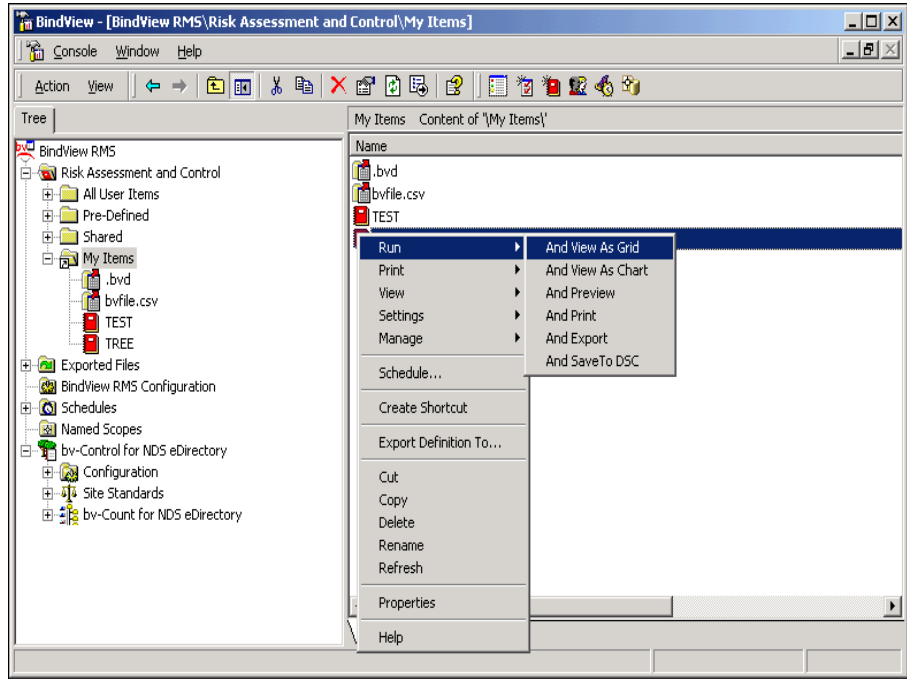 BindView - [BindView RMS\Risk Assessment and Control\My Items]
Console Window Help
Action View
Tree
My Items Content of '\My Items\'
BindView RMS
Risk Assessment and Control
All User Items
Pre-Defined
Shared
My Items
.bvd
bvfile.csv
TEST
TREE
Exported Files
BindView RMS Configuration
Schedules
Named Scopes
bv-Control for NDS eDirectory
Configuration
Site Standards
bv-Count for NDS eDirectory
Name
.bvd
bvfile.csv
TEST
Run
Print
View
Settings
Manage
Schedule...
Create Shortcut
Export Definition To...
Cut
Copy
Delete
Rename
Refresh
Properties
Help
And View As Grid
And View As Chart
And Preview
And Print
And Export
And SaveTo DSC